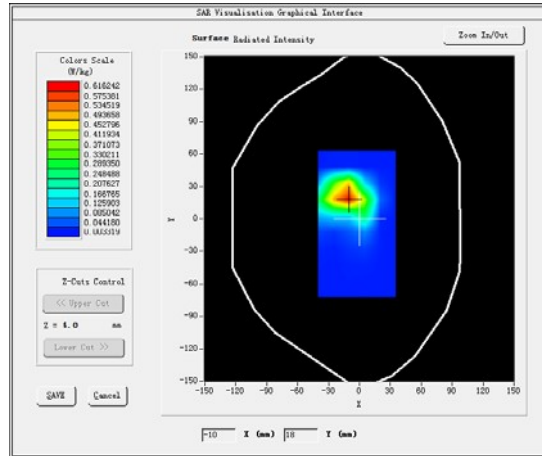 SAR Visualisation Graphical Interface
Surface Radiated Intensity
Zoom In/Out
Colors Scale
(W/kg)
0.616242
0.575381
0.534519
0.493658
0.452796
0.411934
0.371073
0.330211
0.289350
0.248488
0.207627
0.166765
0.125903
0.085042
0.044180
0.003319
Z-Cuts Control
<< Upper Cut
Z = 4.0 mm
Lower Cut >>
SAVE Cancel
150
120
90
60
30
0
-30
-60
-90
-120
-150
Y
-150 -120 -90 -60 -30 0 30 60 90 120 150
X
-10 X (mm) 18 Y (mm)